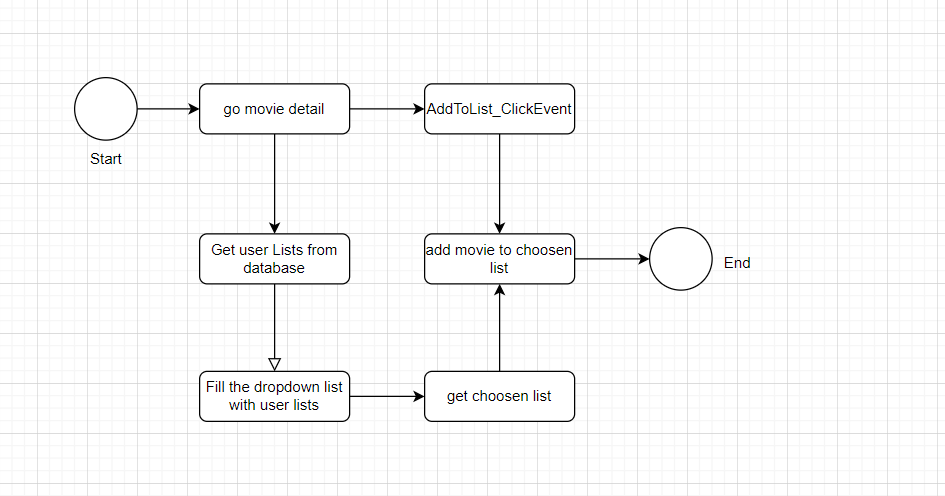 go movie detail
AddToList_ClickEvent
Start
Get user Lists from
database
add movie to choosen
list
End
Fill the dropdown list
with user lists
get choosen list